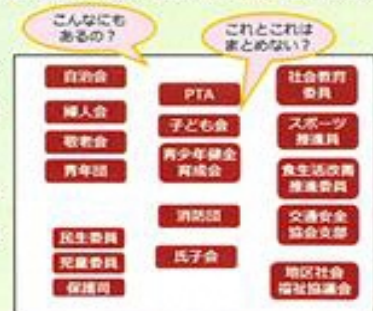 こんなにも
あるの？
これとこれは
まとめない？
自治会
婦人会
敬老会
青年団
民生委員
児童委員
保護司
PTA
子ども会
青少年健全
育成会
消防団
氏子会
社会教育
委員
スポーツ
推進員
食生活改善
推進委員
交通安全
協会支部
地区社会
福祉協議会